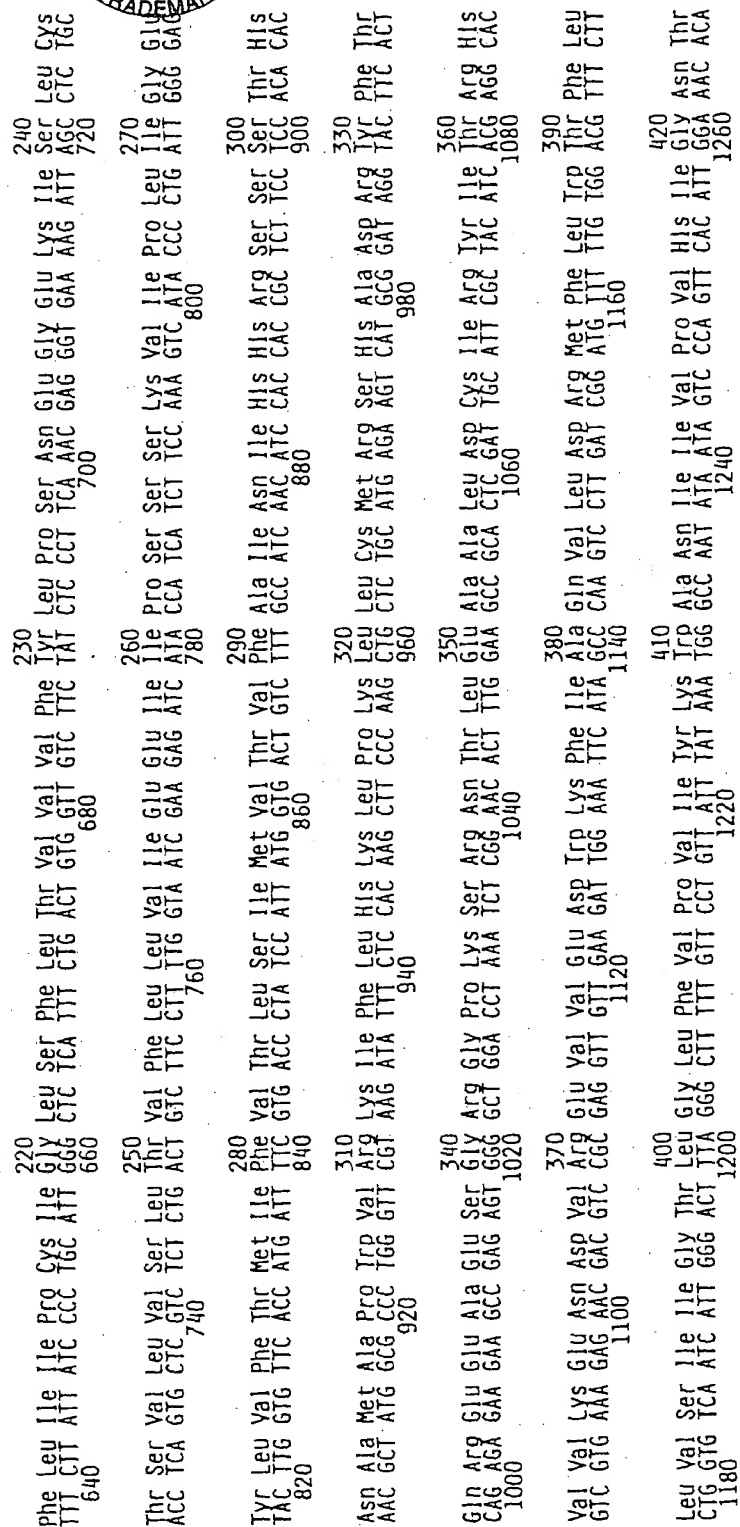 RADEMA
220 230 240
Phe Leu Ile Ile Pro Cys Ile Gly Leu Ser Phe Leu Thr Val Val Val Phe Tyr Leu Pro Ser Asn Glu Gly Glu Lys Ile Ser Leu Cys
TTT CTT ATT ATC CCC TGC ATT GGG CTC TCA TTT CTG ACT GTG GTT GTC TTC TAT CTC CCT TCA AAC GAG GGT GAA AAG ATT AGC CTC TGC
640 660 680 700 720
250 260 270
Thr Ser Val Leu Val Ser Leu Thr Val Phe Leu Leu Val Ile Glu Glu Ile Ile Pro Ser Ser Ser Lys Val Ile Pro Leu Ile Gly Glu
ACC TCA GTG CTC GTC TCT CTG ACT GTC TTC CTT TTG GTA ATC GAA GAG ATC ATA CCA TCA TCT TCC AAA GTC ATA CCC CTG ATT GGG GAG
740 760 780 800
280 290 300
Tyr Leu Val Phe Thr Met Ile Phe Val Thr Leu Ser Ile Met Val Thr Val Phe Ala Ile Asn Ile His His Arg Ser Ser Ser Thr His
TAC TTG GTG TTC ACC ATG ATT TTC GTG ACC CTA TCC ATT ATG GTG ACT GTC TTT GCC ATC AAC ATC CAC CAC CGC TCT TCC TCC ACA CAC
820 840 860 880 900
310 320 330
Asn Ala Met Ala Pro Trp Val Arg Lys Ile Phe Leu His Lys Leu Pro Lys Leu Leu Cys Met Arg Ser His Ala Asp Arg Tyr Phe Thr
AAC GCT ATG GCG CCC TGG GTT CGT AAG ATA TTT CTC CAC AAG CTT CCC AAG CTG CTC TGC ATG AGA AGT CAT GCG GAT AGG TAC TTC ACT
920 940 960 980
340 350 360
Gln Arg Glu Glu Ala Glu Ser Gly Arg Gly Pro Lys Ser Arg Asn Thr Leu Glu Ala Ala Leu Asp Cys Ile Arg Tyr Ile Thr Arg His
CAG AGA GAA GAA GCC GAG AGT GGG GCT GGA CCT AAA TCT CGG AAC ACT TTG GAA GCC GCA CTC GAT TGC ATT CGC TAC ATC ACG AGG CAC
1000 1020 1040 1060 1080
370 380 390
Val Val Lys Glu Asn Asp Val Arg Glu Val Val Glu Asp Trp Lys Phe Ile Ala Gln Val Leu Asp Arg Met Phe Leu Trp Thr Phe Leu
GTC GTG AAA GAG AAC GAC GTC CGC GAG GTT GTT GAA GAT TGG AAA TTC ATA GCC CAA GTC CTT GAT CGG ATG TTT TTG TGG ACG TTT CTT
1100 1120 1140 1160
400 410 420
Leu Val Ser Ile Ile Gly Thr Leu Gly Leu Phe Val Pro Val Ile Tyr Lys Trp Ala Asn Ile Ile Val Pro Val His Ile Gly Asn Thr
CTG GTG TCA ATC ATT GGG ACT TTA GGG CTT TTT GTT CCT GTT ATT TAT AAA TGG GCC AAT ATA ATA GTC CCA GTT CAC ATT GGA AAC ACA
1180 1200 1220 1240 1260